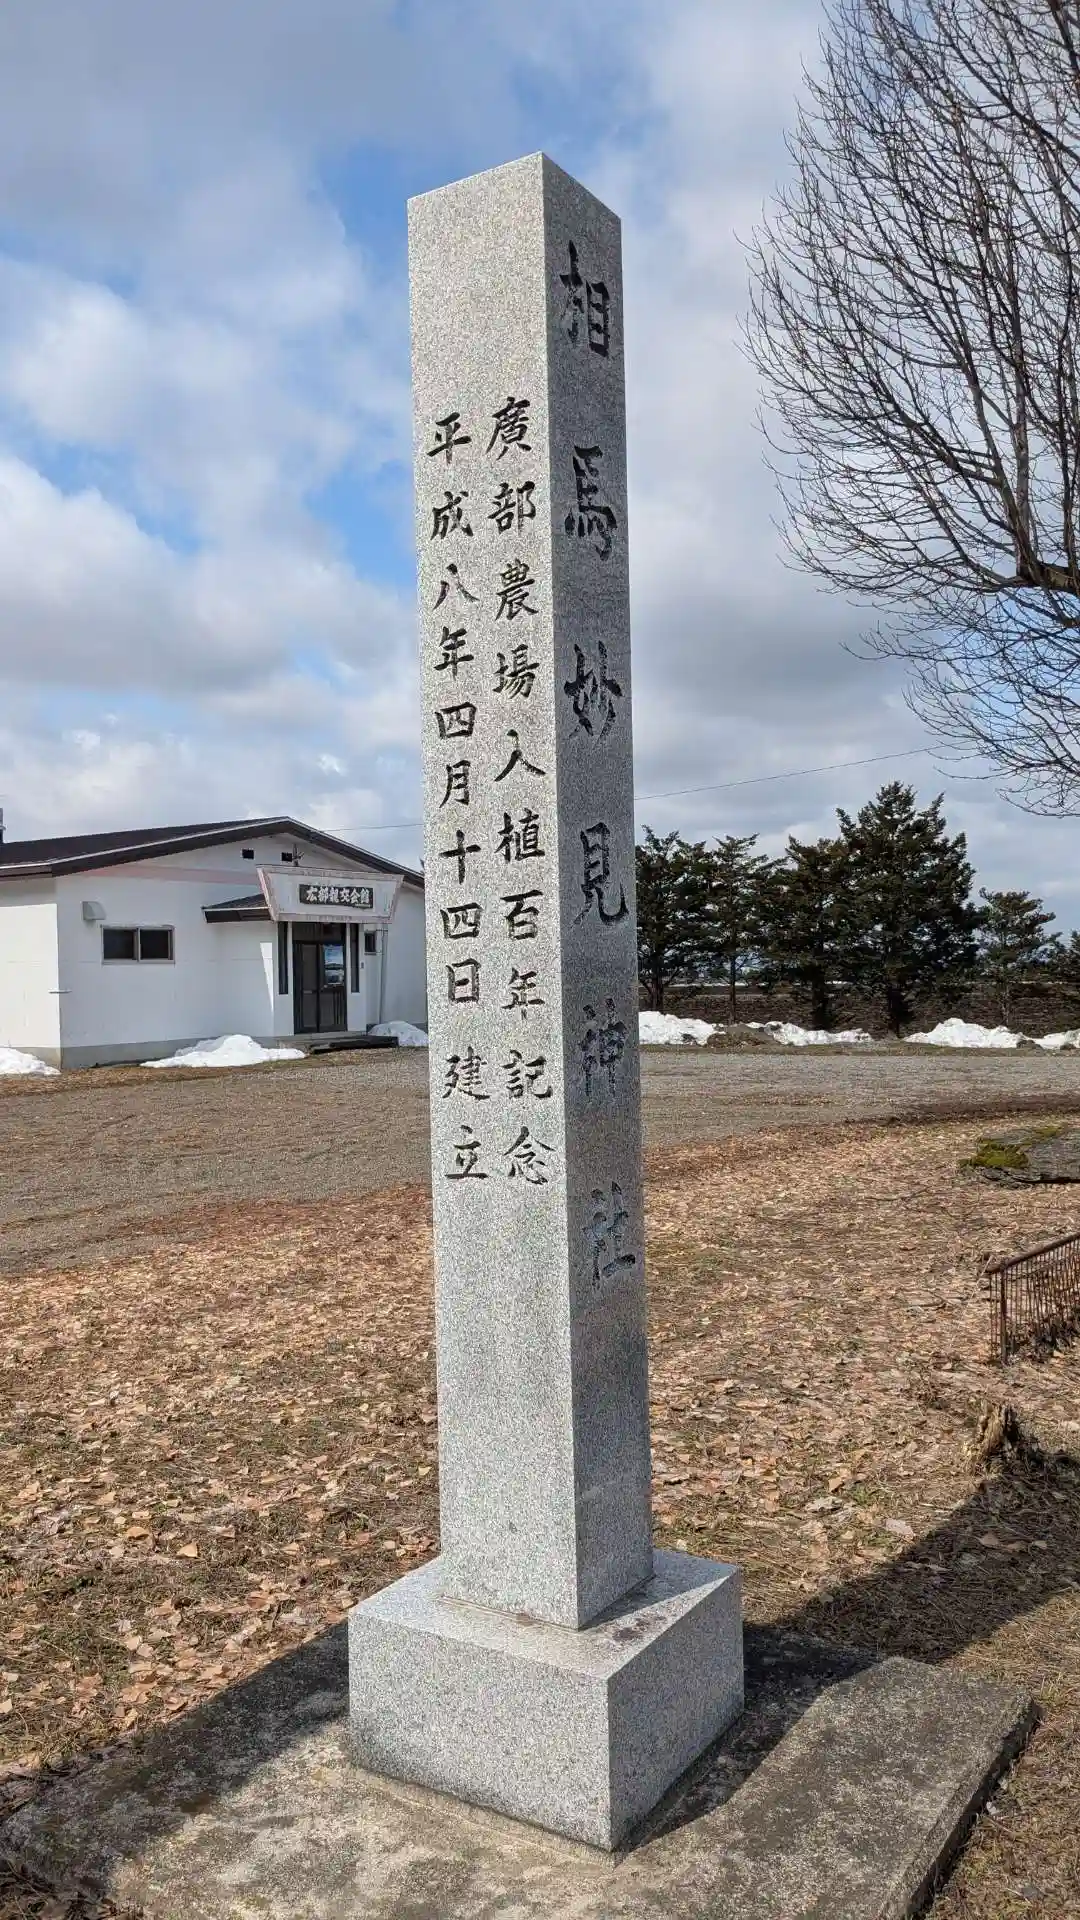 相馬妙見神社
廣部農場入植百年記念
平成八年四月十四日建立